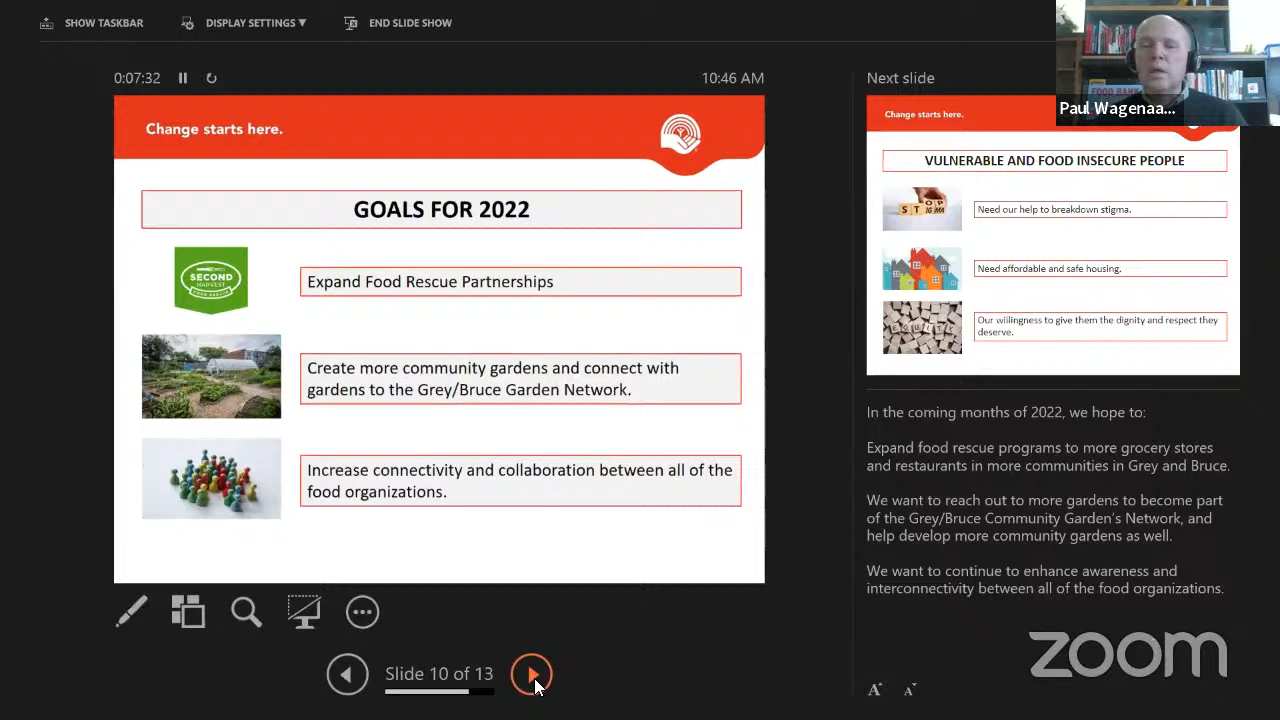 SHOW TASKBAR
DISPLAY SETTINGS ▼
END SLIDE SHOW
0:07:32
10:46 AM
Change starts here.
GOALS FOR 2022
SECOND
HARVEST
FOOD RESCUE
Expand Food Rescue Partnerships
Create more community gardens and connect with
gardens to the Grey/Bruce Garden Network.
Increase connectivity and collaboration between all of the
food organizations.
Slide 10 of 13
Next slide
FOOD BANK
Paul Wagenaa...
Change starts here.
VULNERABLE AND FOOD INSECURE PEOPLE
STOP
IGMA
Need our help to breakdown stigma.
Need affordable and safe housing.
EQUITY
Our willingness to give them the dignity and respect they
deserve.
In the coming months of 2022, we hope to:
Expand food rescue programs to more grocery stores
and restaurants in more communities in Grey and Bruce.
We want to reach out to more gardens to become part
of the Grey/Bruce Community Garden's Network, and
help develop more community gardens as well.
We want to continue to enhance awareness and
interconnectivity between all of the food organizations.
zoom
A
A